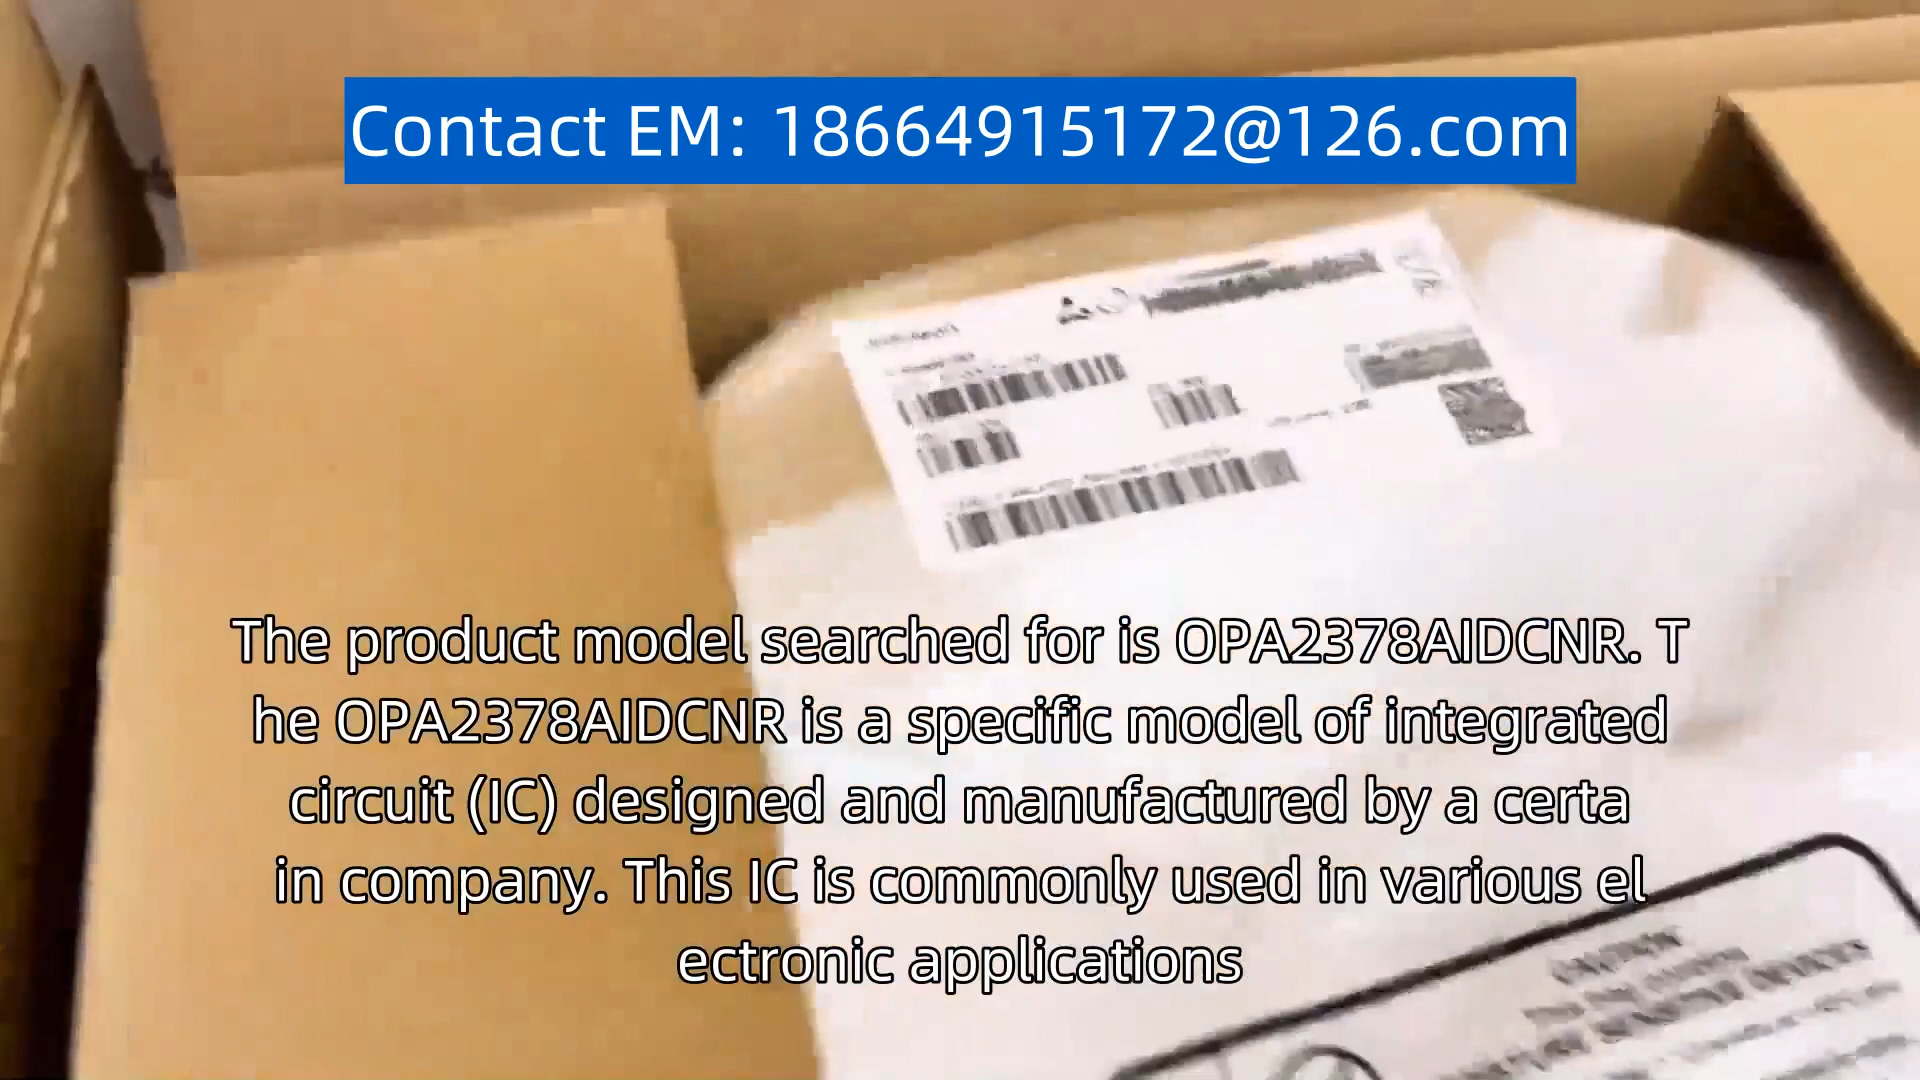 Contact EM: 18664915172@126.com
The product model searched for is OPA2378AIDCNR. T
he OPA2378AIDCNR is a specific model of integrated
circuit (IC) designed and manufactured by a certa
in company. This IC is commonly used in various el
ectronic applications